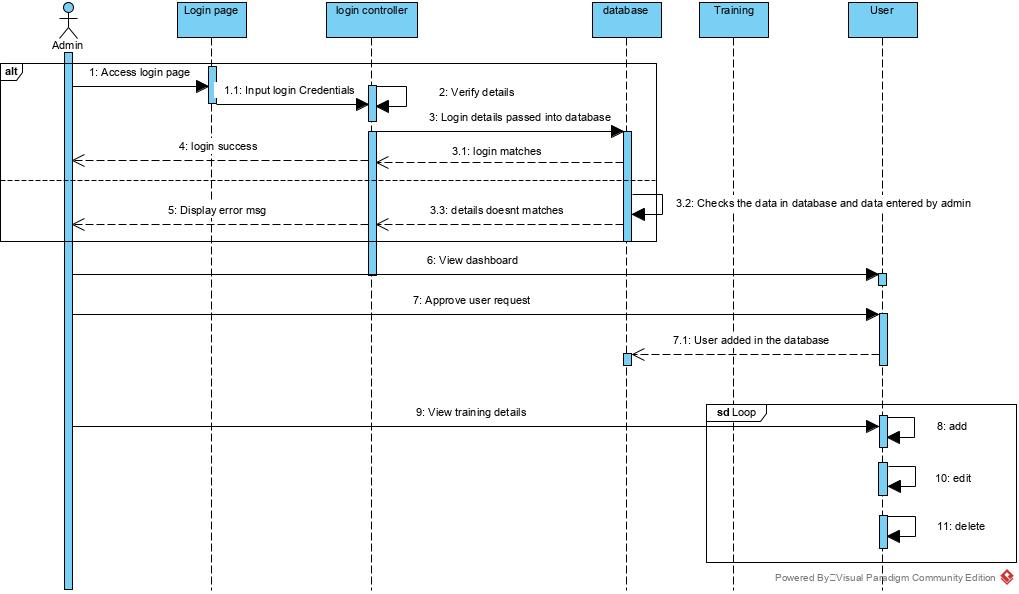 Login page
login controller
database
Training
User
Admin
alt
1: Access login page
1.1: Input login Credentials
2: Verify details
3: Login details passed into database
4: login success
3.1: login matches
3.2: Checks the data in database and data entered by admin
5: Display error msg
3.3: details doesnt matches
6: View dashboard
7: Approve user request
7.1: User added in the database
9: View training details
sd Loop
8: add
10: edit
11: delete
Powered By Visual Paradigm Community Edition